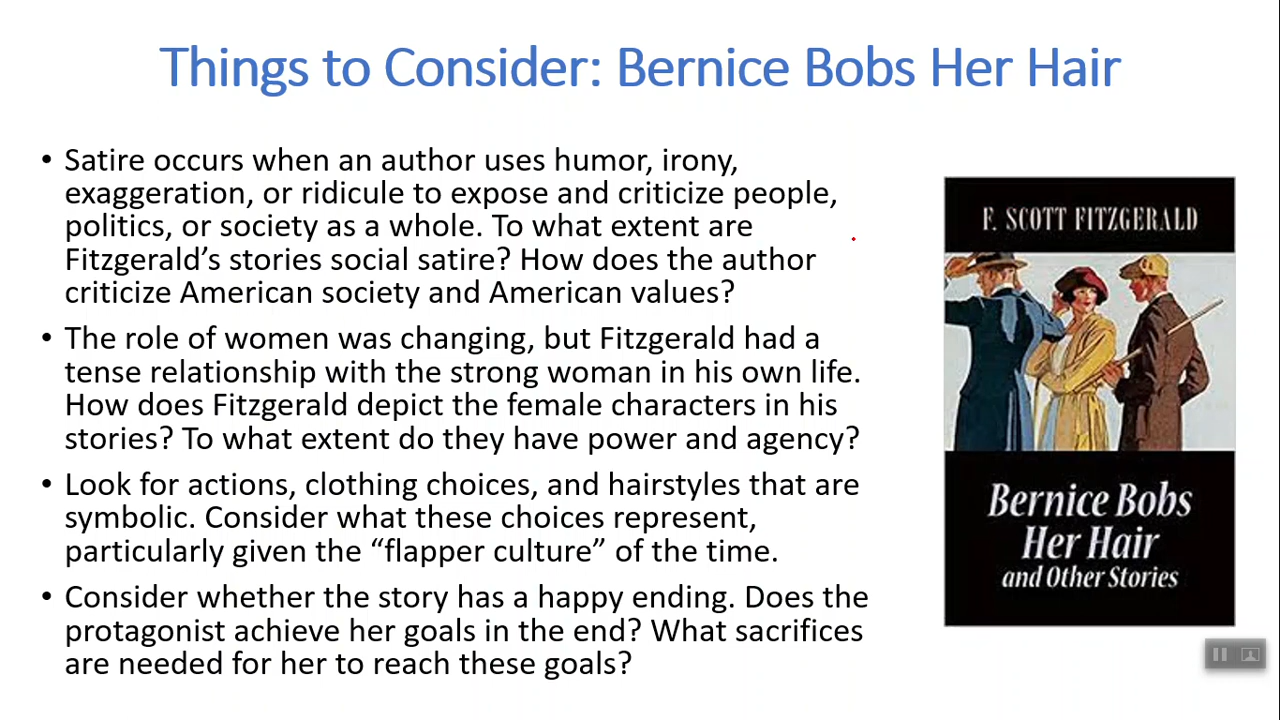 Things to Consider: Bernice Bobs Her Hair
• Satire occurs when an author uses humor, irony,
exaggeration, or ridicule to expose and criticize people,
politics, or society as a whole. To what extent are
Fitzgerald’s stories social satire? How does the author
criticize American society and American values?
• The role of women was changing, but Fitzgerald had a
tense relationship with the strong woman in his own life.
How does Fitzgerald depict the female characters in his
stories? To what extent do they have power and agency?
• Look for actions, clothing choices, and hairstyles that are
symbolic. Consider what these choices represent,
particularly given the “flapper culture” of the time.
• Consider whether the story has a happy ending. Does the
protagonist achieve her goals in the end? What sacrifices
are needed for her to reach these goals?
F. SCOTT FITZGERALD
Bernice Bobs
Her Hair
and Other Stories